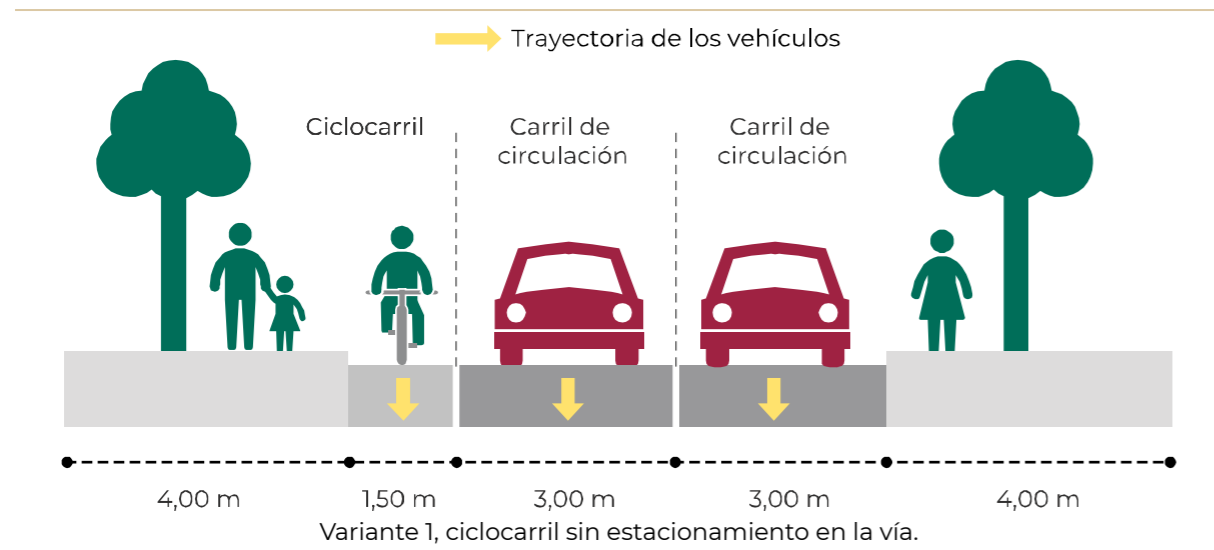 Trayectoria de los vehículos
Ciclocarril
Carril de
circulación
Carril de
circulación
4,00 m
1,50 m
3,00 m
3,00 m
4,00 m
Variante 1, ciclocarril sin estacionamiento en la vía.